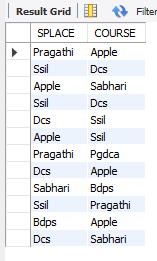 Result Grid Filter
SPLACE COURSE
Pragathi Apple
Ssil Dcs
Apple Sabhari
Ssil Dcs
Dcs Ssil
Apple Ssil
Pragathi Pgdca
Dcs Apple
Sabhari Bdps
Ssil Pragathi
Bdps Apple
Dcs Sabhari